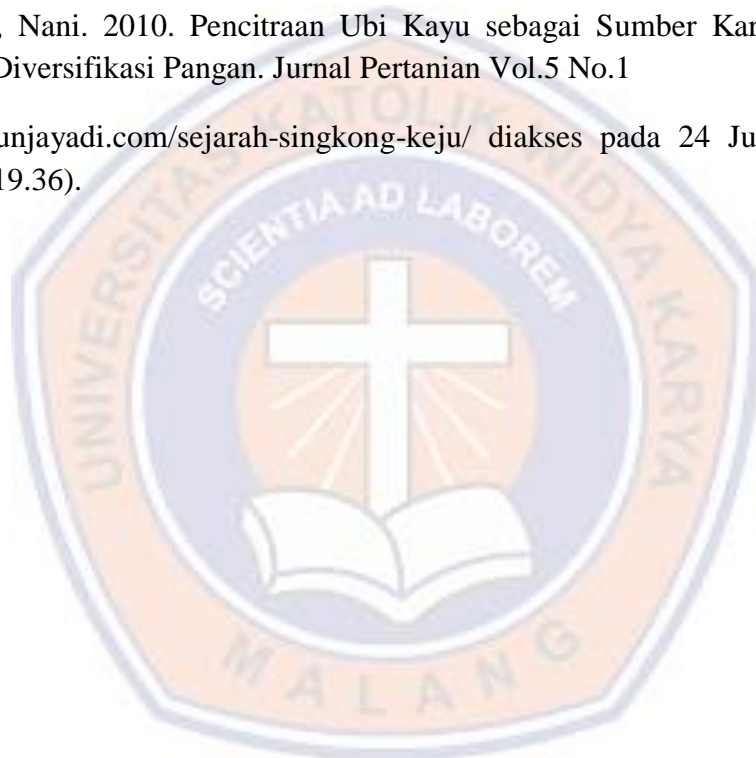 , Nani. 2010. Pencitraan Ubi Kayu sebagai Sumber Kar
Diversifikasi Pangan. Jurnal Pertanian Vol.5 No.1
unjayadi.com/sejarah-singkong-keju/ diakses pada 24 Ju
19.36).
UNIVERSITAS KATOLIK WIDYA KARYA
SCIENTIA AD LABOREM
MALANG